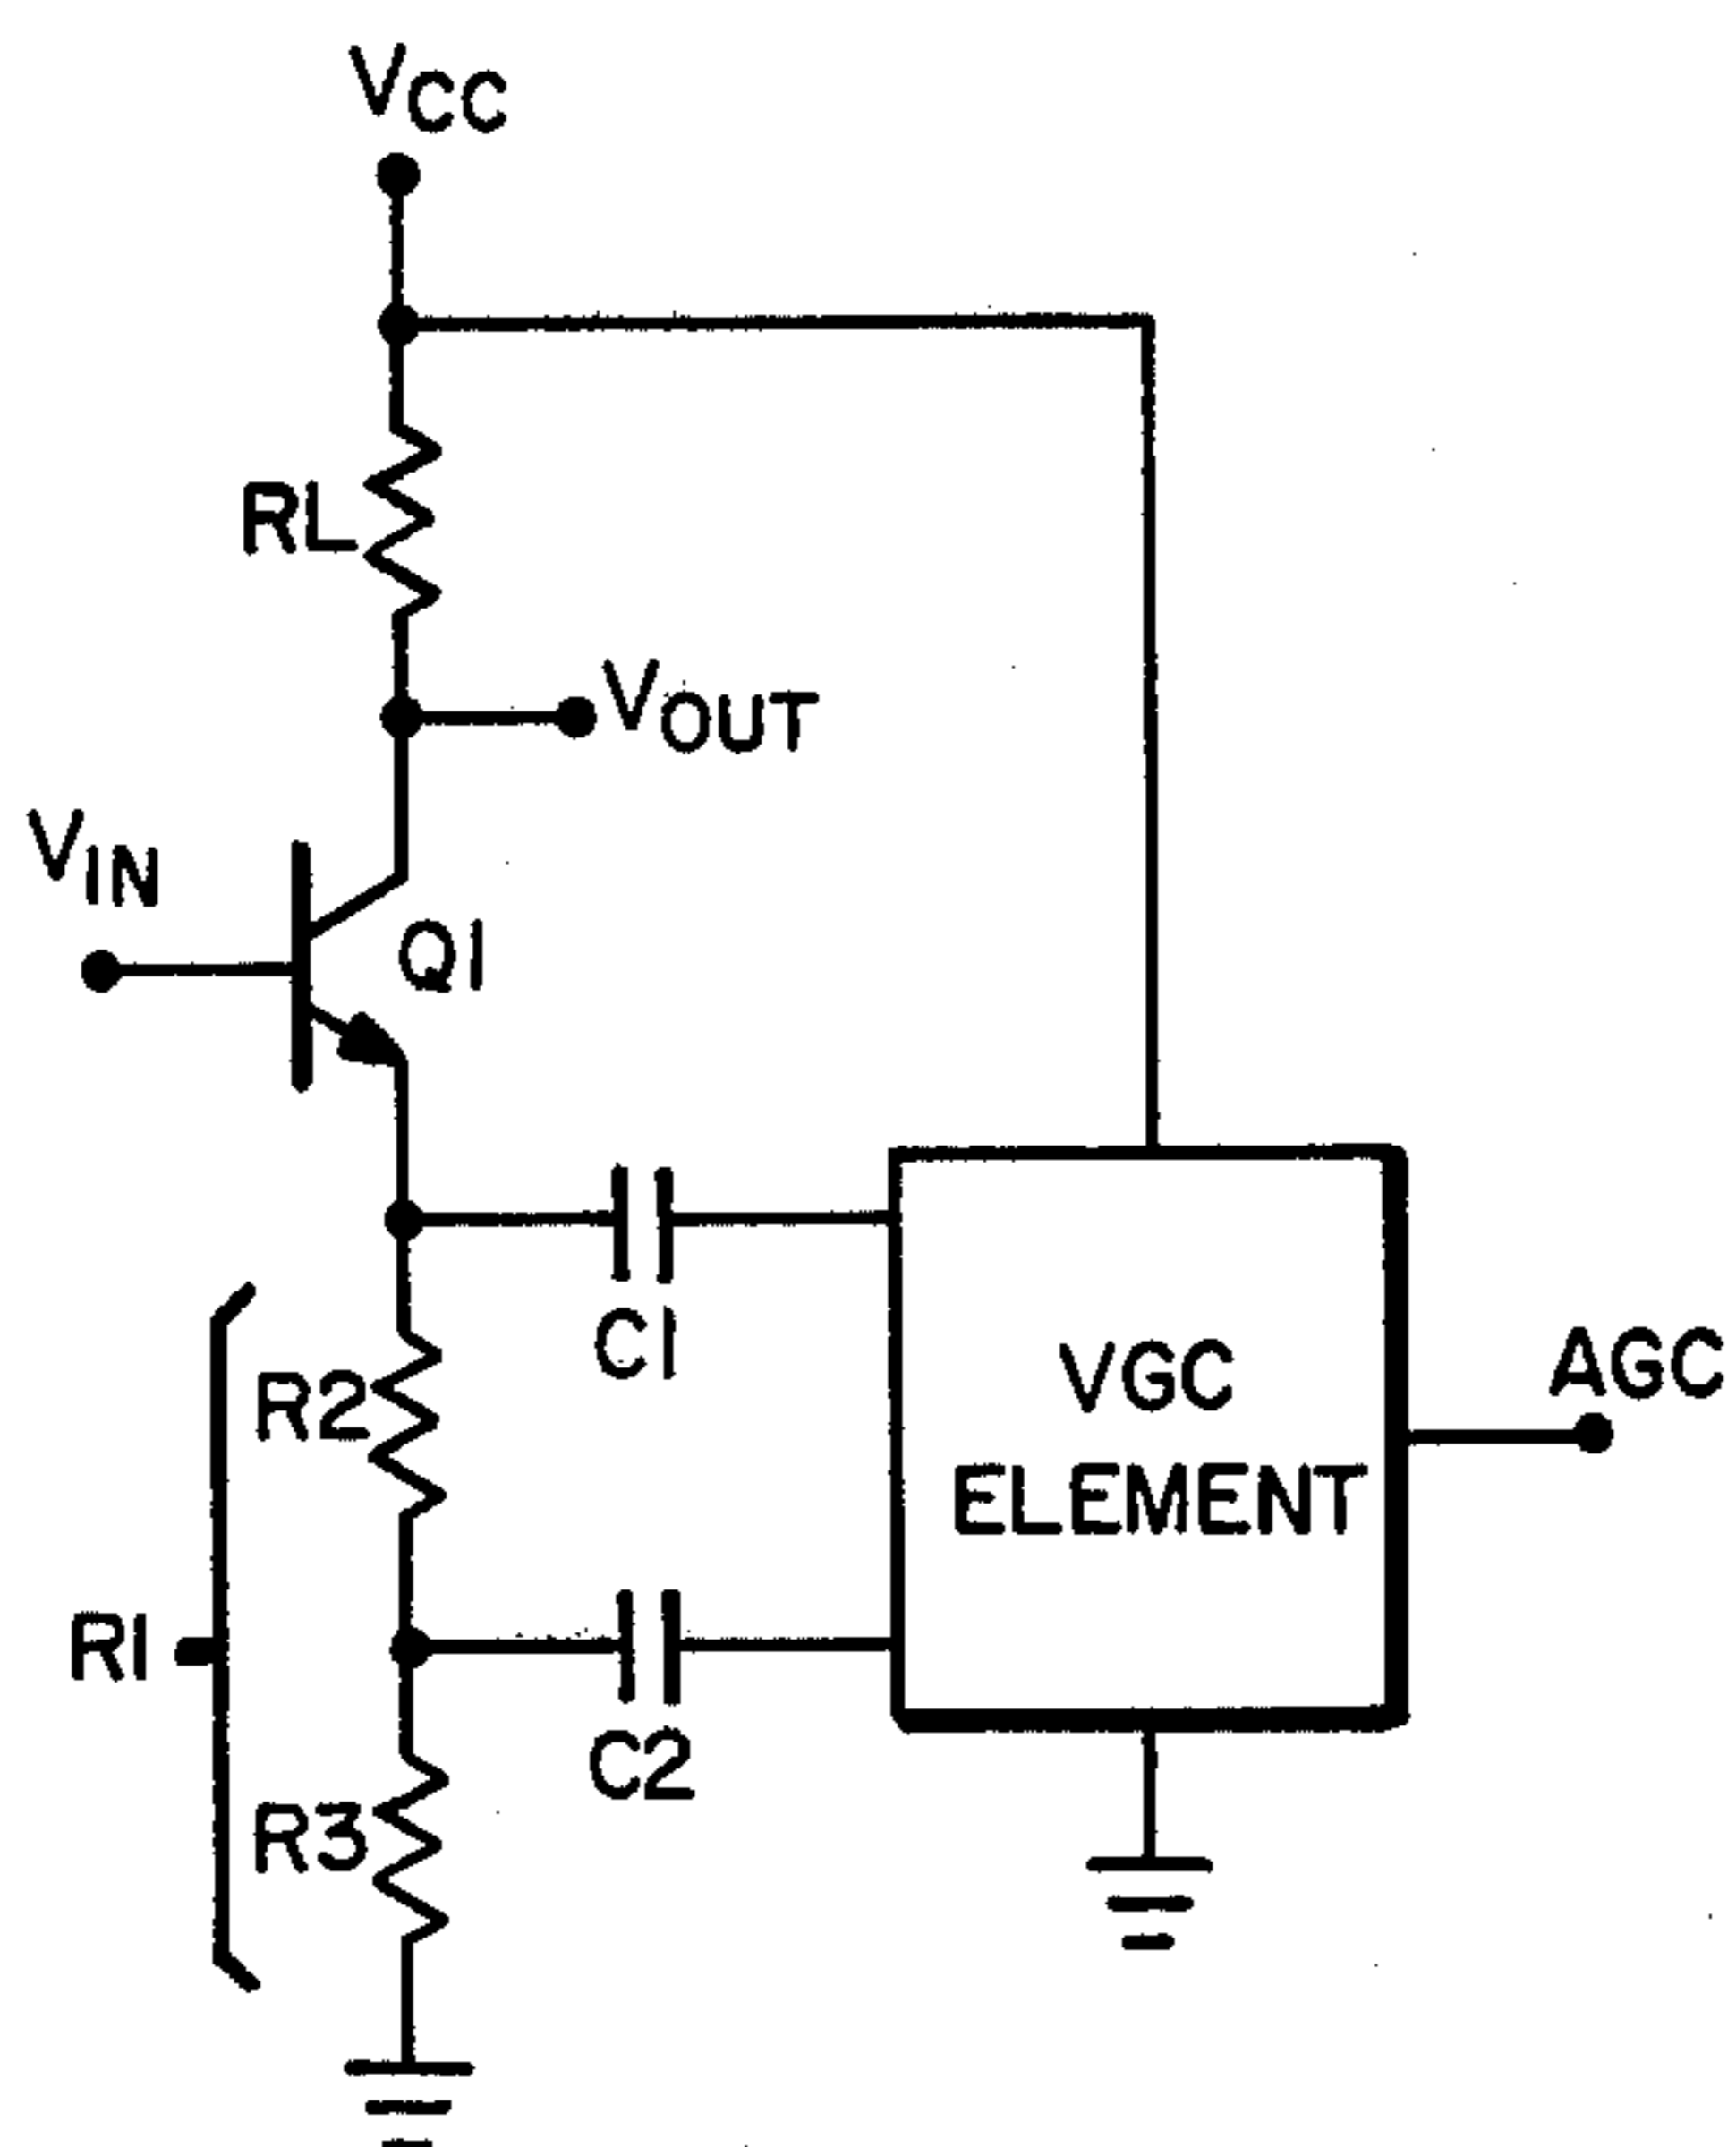 VCC
RL
VOUT
VIN
Q1
C1
R2
VGC
ELEMENT
AGC
R1
C2
R3